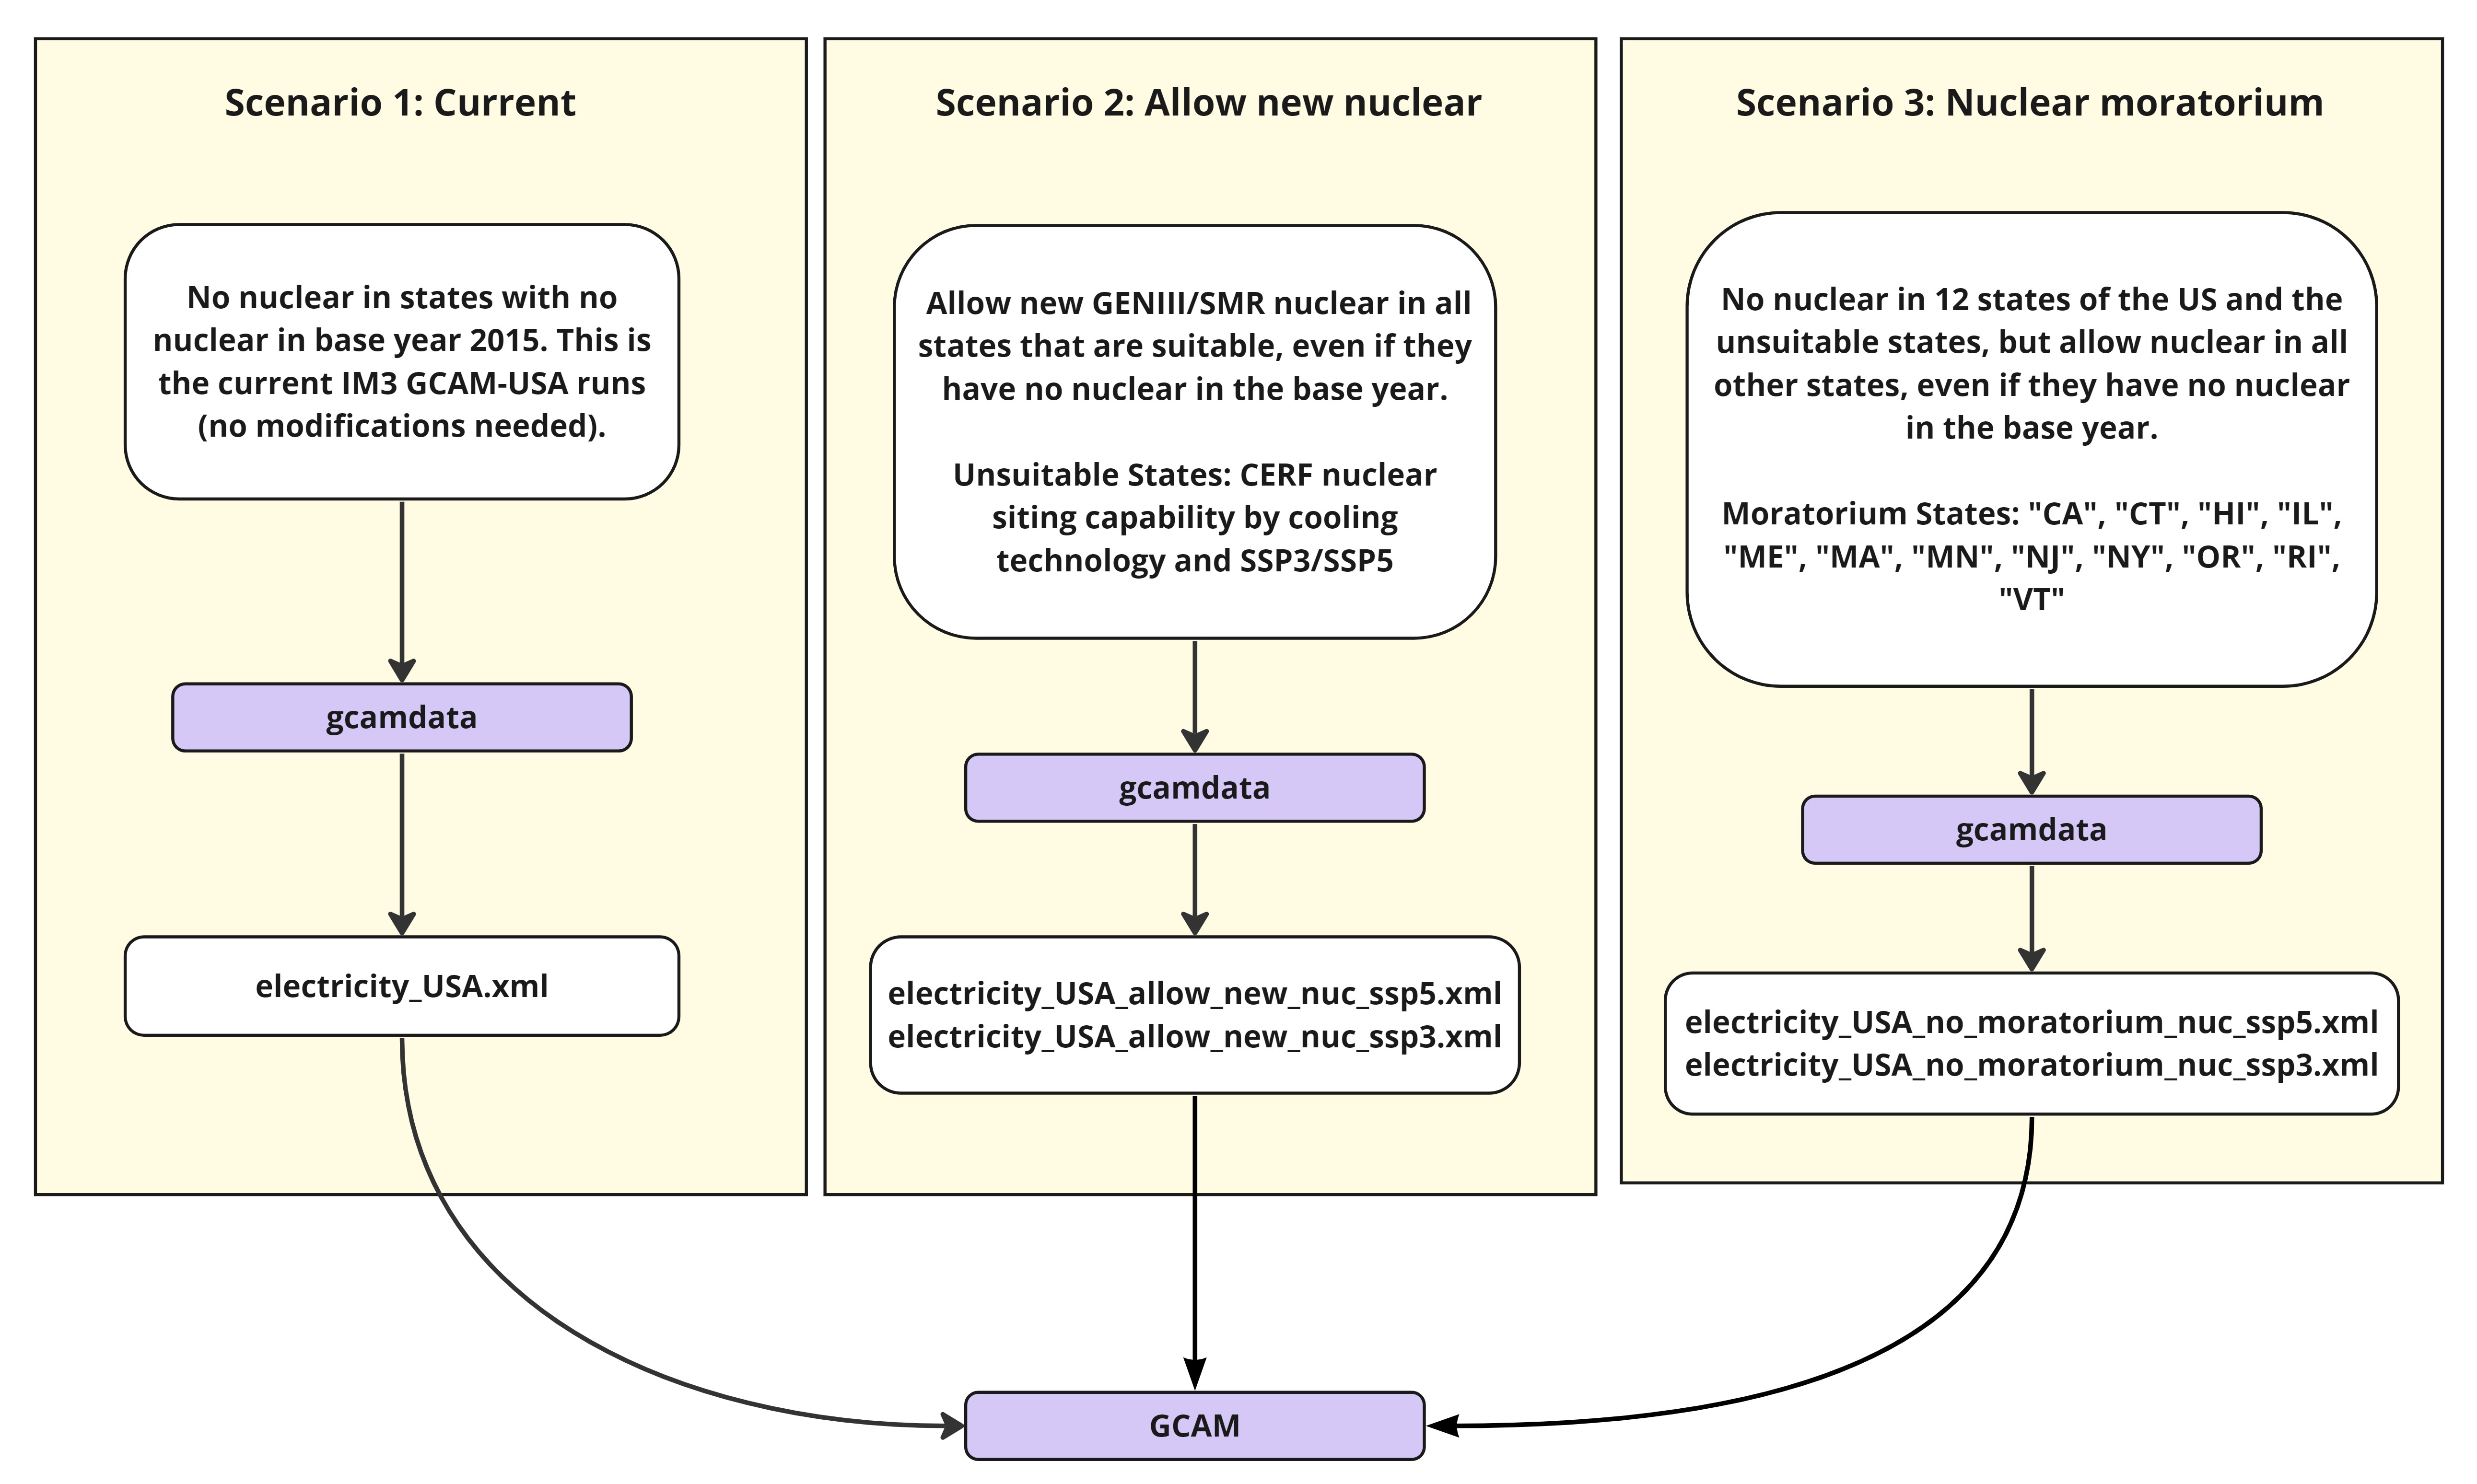 Scenario 1: Current
No nuclear in states with no
nuclear in base year 2015. This is
the current IM3 GCAM-USA runs
(no modifications needed).
gcamdata
electricity_USA.xml
Scenario 2: Allow new nuclear
Allow new GENIII/SMR nuclear in all
states that are suitable, even if they
have no nuclear in the base year.
Unsuitable States: CERF nuclear
siting capability by cooling
technology and SSP3/SSP5
gcamdata
electricity_USA_allow_new_nuc_ssp5.xml
electricity_USA_allow_new_nuc_ssp3.xml
Scenario 3: Nuclear moratorium
No nuclear in 12 states of the US and the
unsuitable states, but allow nuclear in all
other states, even if they have no nuclear
in the base year.
Moratorium States: "CA", "CT", "HI", "IL",
"ME", "MA", "MN", "NJ", "NY", "OR", "RI",
"VT"
gcamdata
electricity_USA_no_moratorium_nuc_ssp5.xml
electricity_USA_no_moratorium_nuc_ssp3.xml
GCAM